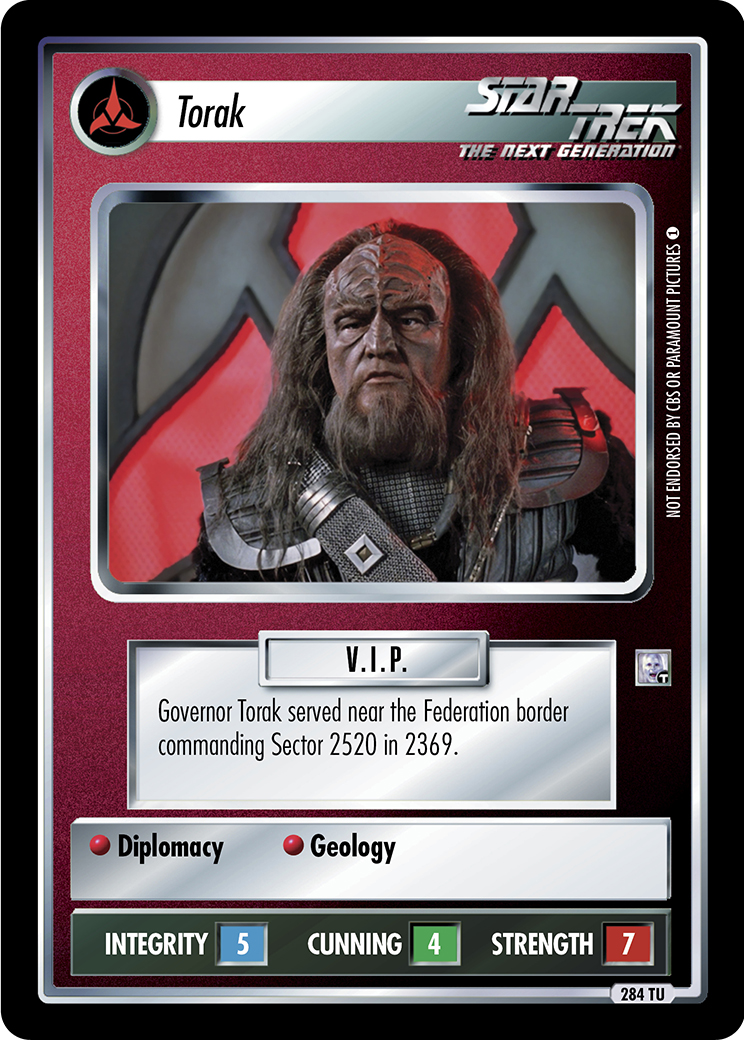 Torak
STAR TREK
THE NEXT GENERATION
NOT ENDORSED BY CBS OR PARAMOUNT PICTURES 1
V.I.P.
T
Governor Torak served near the Federation border
commanding Sector 2520 in 2369.
Diplomacy Geology
INTEGRITY 5 CUNNING 4 STRENGTH 7
284 TU